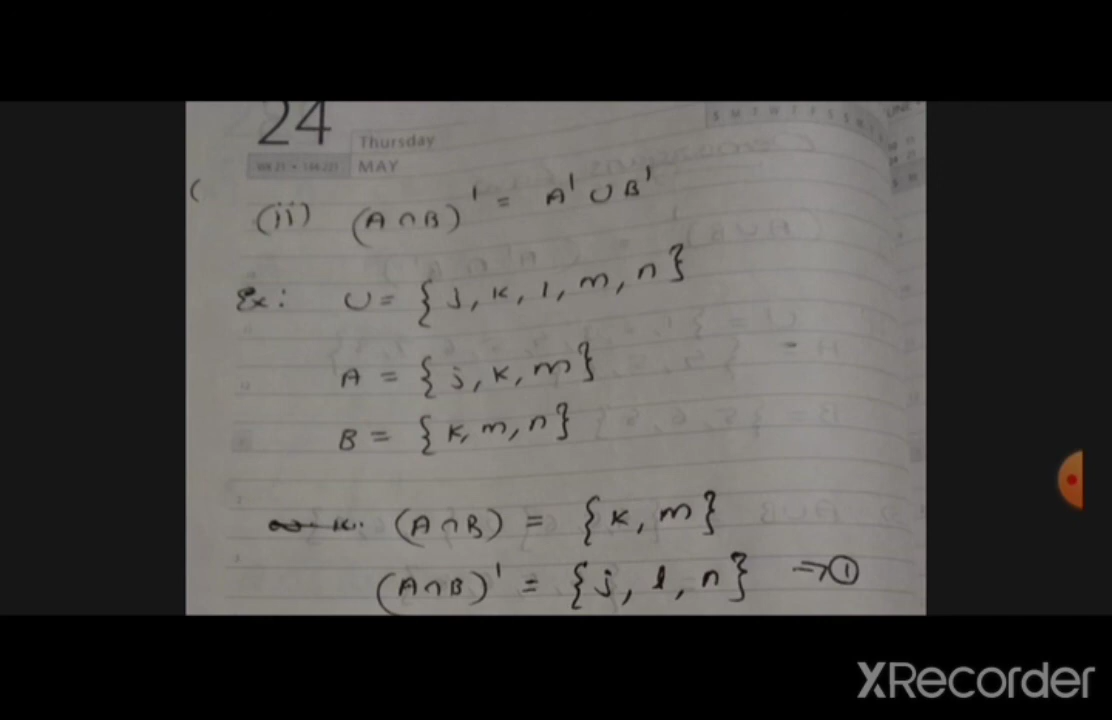 24
Thursday
MAY
(ii) (A ∩ B)' = A' ∪ B'
Ex: U = { j, k, l, m, n }
A = { j, k, m }
B = { k, m, n }
(A ∩ B) = { k, m }
(A ∩ B)' = { j, l, n } ⇒ ①
XRecorder